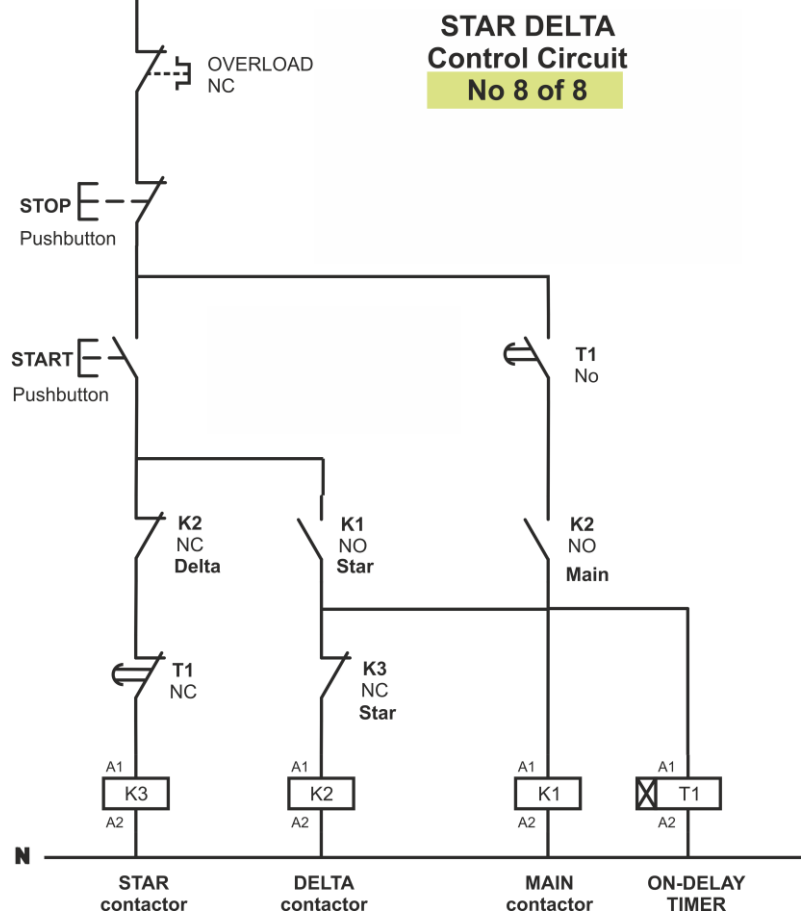 STAR DELTA
Control Circuit
No 8 of 8
OVERLOAD
NC
STOP
Pushbutton
START
Pushbutton
T1
No
K2
NC
Delta
K1
NO
Star
K2
NO
Main
T1
NC
K3
NC
Star
A1
A1
A1
A1
K3
K2
K1
T1
A2
A2
A2
A2
N
STAR
contactor
DELTA
contactor
MAIN
contactor
ON-DELAY
TIMER